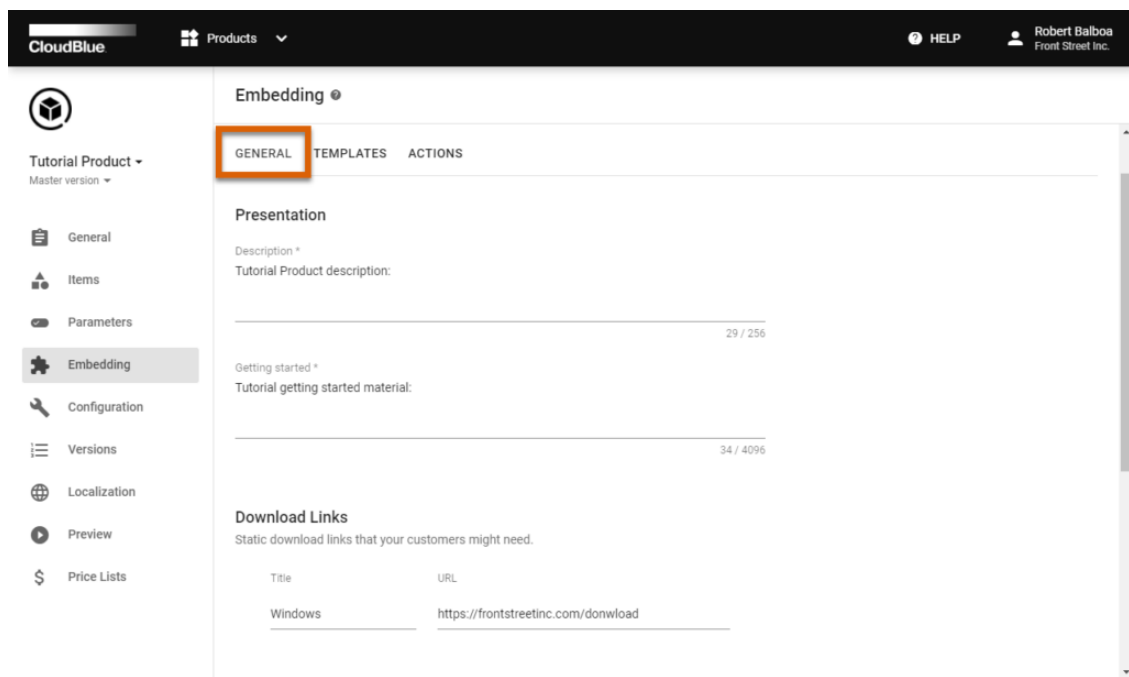 CloudBlue
Products
HELP
Robert Balboa
Front Street Inc.
Tutorial Product
Master version
General
Items
Parameters
Embedding
Configuration
Versions
Localization
Preview
Price Lists
Embedding
GENERAL TEMPLATES ACTIONS
Presentation
Description *
Tutorial Product description:
29 / 256
Getting started *
Tutorial getting started material:
34 / 4096
Download Links
Static download links that your customers might need.
Title URL
Windows https://frontstreetinc.com/donwload